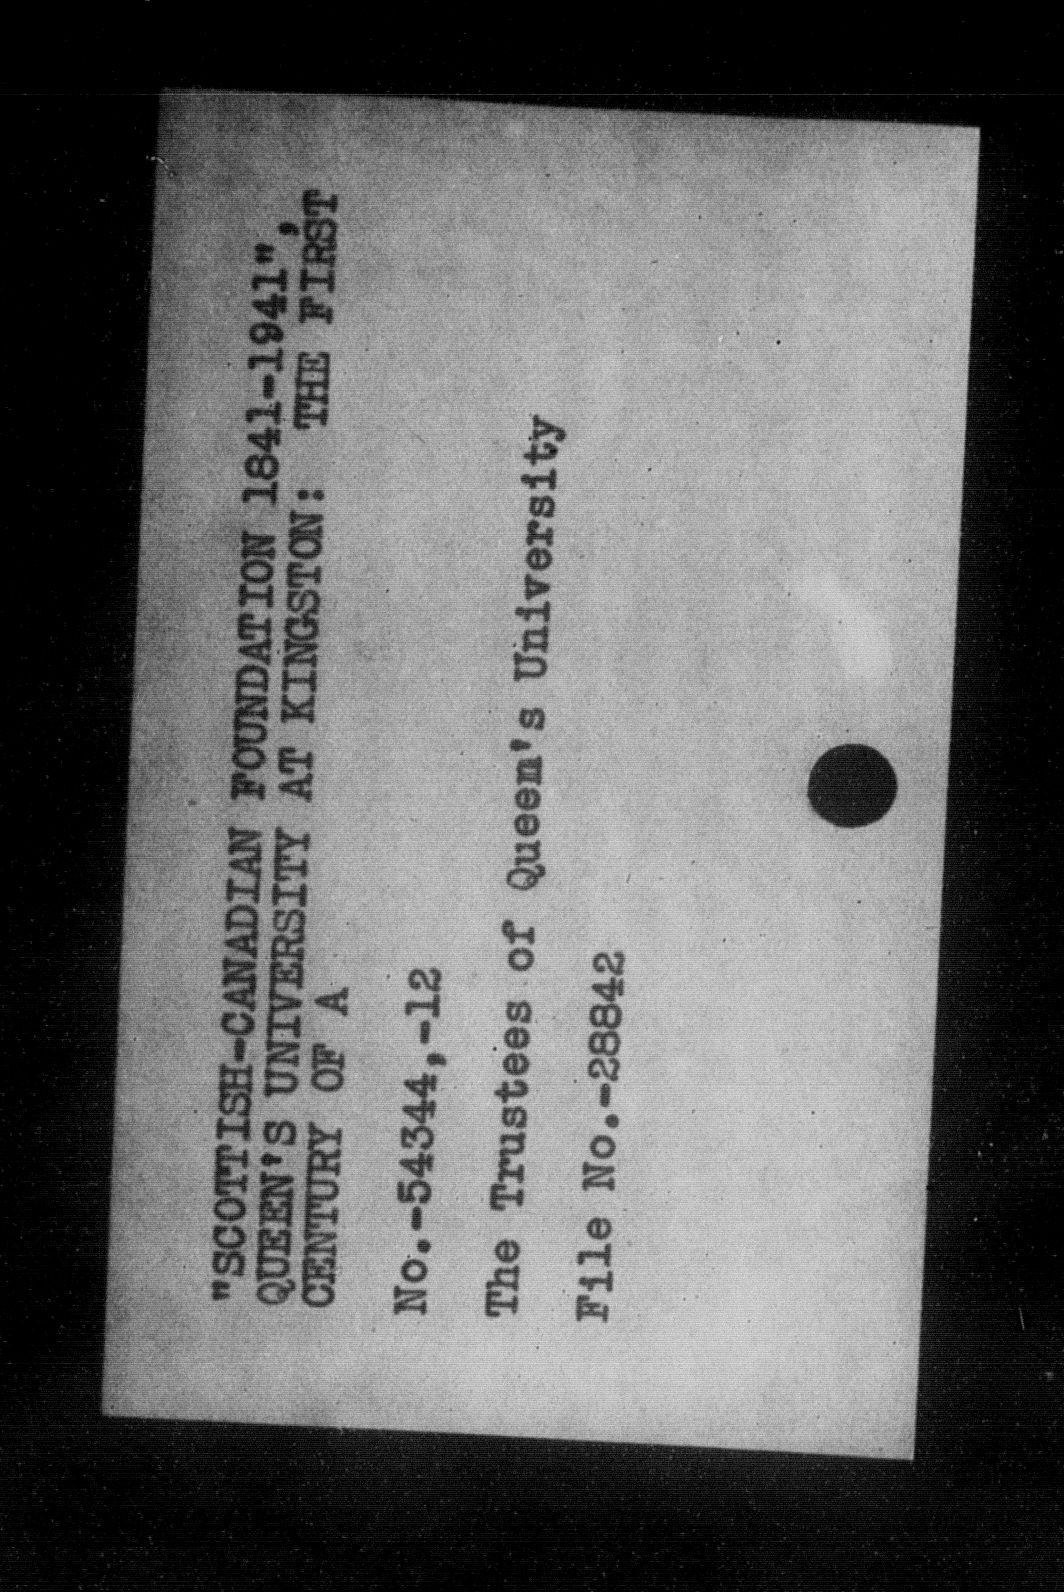 "SCOTTISH-CANADIAN FOUNDATION 1841-1941",
QUEEN'S UNIVERSITY AT KINGSTON: THE FIRST
CENTURY OF A
No.-54344,-12
The Trustees of Queen's University
File No.-28842